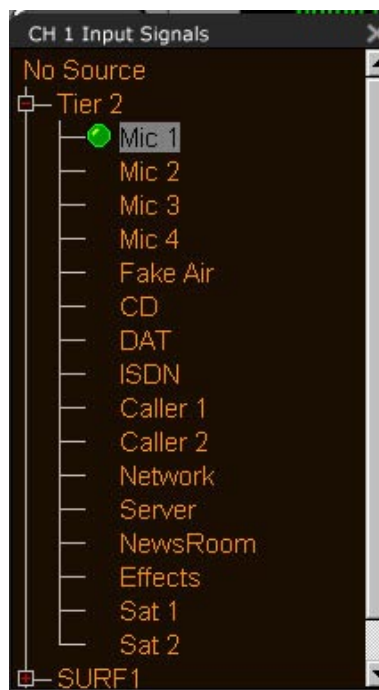 CH 1 Input Signals
No Source
Tier 2
Mic 1
Mic 2
Mic 3
Mic 4
Fake Air
CD
DAT
ISDN
Caller 1
Caller 2
Network
Server
NewsRoom
Effects
Sat 1
Sat 2
SURF1